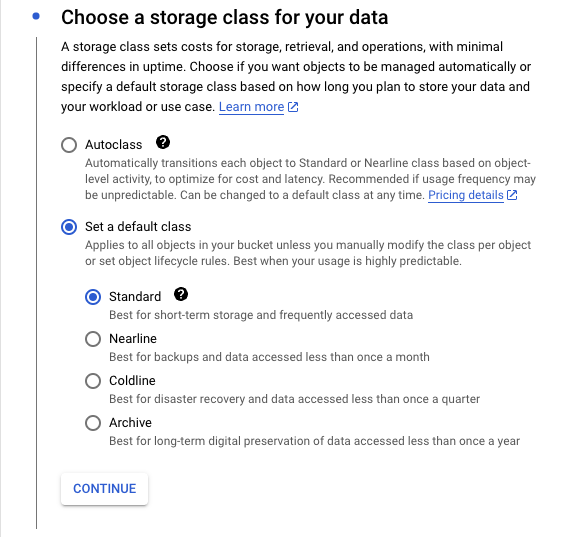 Choose a storage class for your data
A storage class sets costs for storage, retrieval, and operations, with minimal
differences in uptime. Choose if you want objects to be managed automatically or
specify a default storage class based on how long you plan to store your data and
your workload or use case. Learn more
Autoclass ?
Automatically transitions each object to Standard or Nearline class based on object-
level activity, to optimize for cost and latency. Recommended if usage frequency may
be unpredictable. Can be changed to a default class at any time. Pricing details
Set a default class
Applies to all objects in your bucket unless you manually modify the class per object
or set object lifecycle rules. Best when your usage is highly predictable.
Standard ?
Best for short-term storage and frequently accessed data
Nearline
Best for backups and data accessed less than once a month
Coldline
Best for disaster recovery and data accessed less than once a quarter
Archive
Best for long-term digital preservation of data accessed less than once a year
CONTINUE